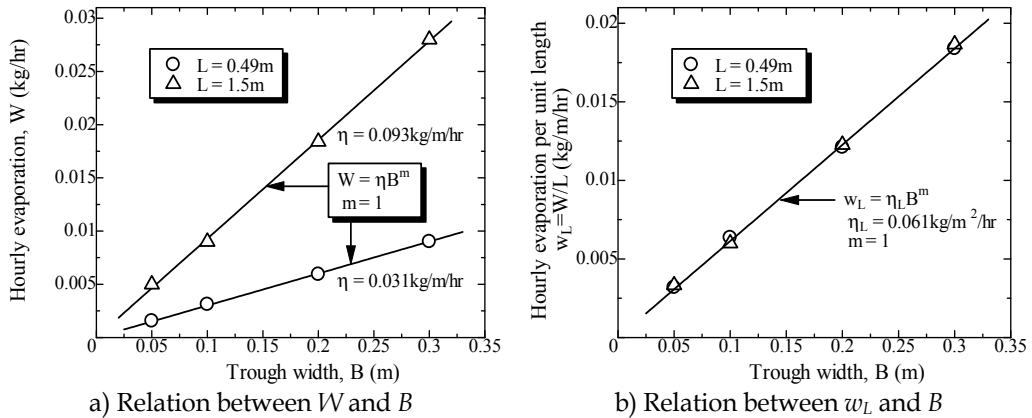 Hourly evaporation, W (kg/hr)
0.03
0.025
0.02
0.015
0.01
0.005
L = 0.49m
L = 1.5m
η = 0.093kg/m/hr
W = ηBᵐ
m = 1
η = 0.031kg/m/hr
0 0.05 0.1 0.15 0.2 0.25 0.3 0.35
Trough width, B (m)
a) Relation between W and B
Hourly evaporation per unit length
w_L=W/L (kg/m/hr)
0.02
0.015
0.01
0.005
L = 0.49m
L = 1.5m
w_L = η_LBᵐ
η_L = 0.061kg/m²/hr
m = 1
0 0.05 0.1 0.15 0.2 0.25 0.3 0.35
Trough width, B (m)
b) Relation between w_L and B